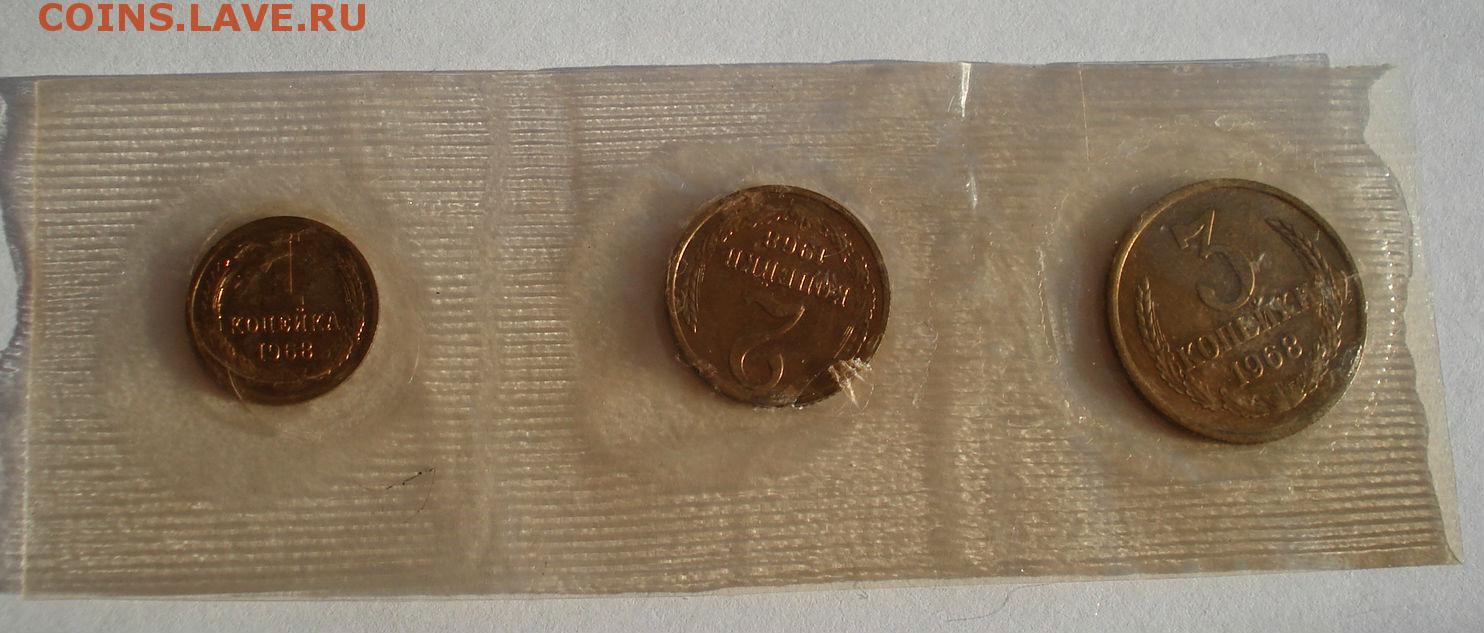 COINS.LAVE.RU
1
КОПЕЙКА
1968
2
КОПЕЙКИ
1968
3
КОПЕЙКИ
1968